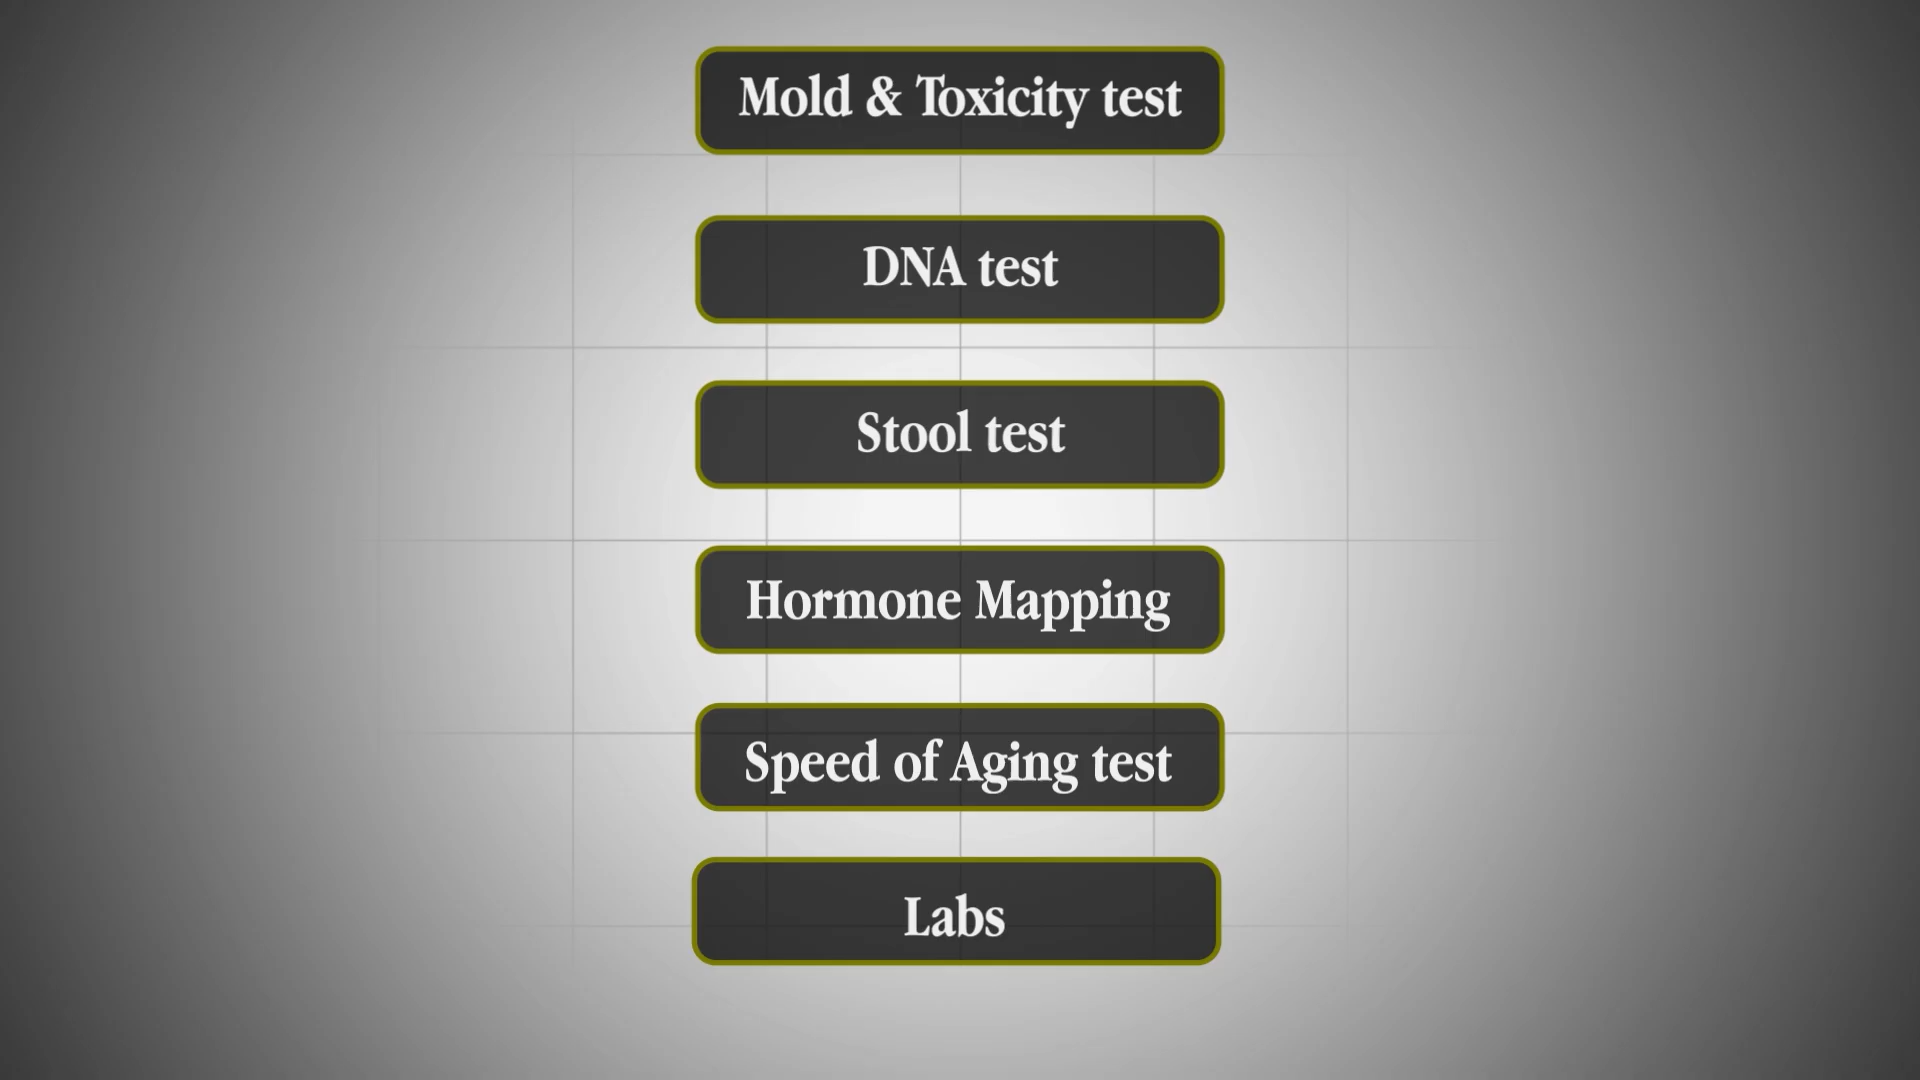 Mold & Toxicity test
DNA test
Stool test
Hormone Mapping
Speed of Aging test
Labs